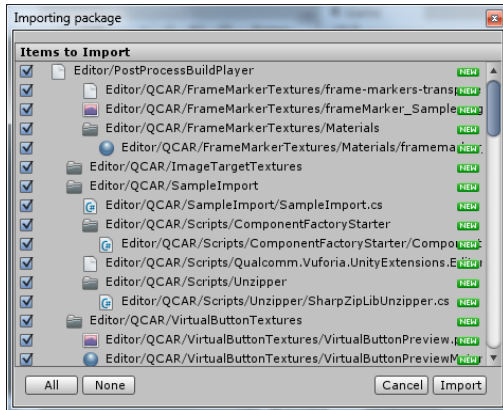 Importing package
Items to Import
Editor/PostProcessBuildPlayer NEW
Editor/QCAR/FrameMarkerTextures/frame-markers-transp NEW
Editor/QCAR/FrameMarkerTextures/frameMarker_Sample NEW
Editor/QCAR/FrameMarkerTextures/Materials NEW
Editor/QCAR/FrameMarkerTextures/Materials/framemar NEW
Editor/QCAR/ImageTargetTextures NEW
Editor/QCAR/SampleImport NEW
Editor/QCAR/SampleImport/SampleImport.cs NEW
Editor/QCAR/Scripts/ComponentFactoryStarter NEW
Editor/QCAR/Scripts/ComponentFactoryStarter/Compo NEW
Editor/QCAR/Scripts/Qualcomm.Vuforia.UnityExtensions.E NEW
Editor/QCAR/Scripts/Unzipper NEW
Editor/QCAR/Scripts/Unzipper/SharpZipLibUnzipper.cs NEW
Editor/QCAR/VirtualButtonTextures NEW
Editor/QCAR/VirtualButtonTextures/VirtualButtonPreview. NEW
Editor/QCAR/VirtualButtonTextures/VirtualButtonPreviewM NEW
All None Cancel Import